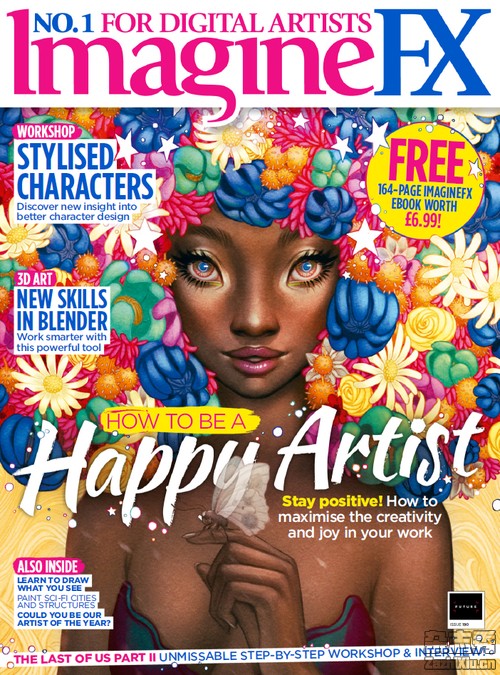 NO.1 FOR DIGITAL ARTISTS
ImagineFX
WORKSHOP
STYLISED
CHARACTERS
Discover new insight into
better character design
FREE
164-PAGE IMAGINEFX
EBOOK WORTH
£6.99!
3D ART
NEW SKILLS
IN BLENDER
Work smarter with
this powerful tool
HOW TO BE A
Happy Artist
Stay positive! How to
maximise the creativity
and joy in your work
ALSO INSIDE
LEARN TO DRAW
WHAT YOU SEE
PAINT SCI-FI CITIES
AND STRUCTURES
COULD YOU BE OUR
ARTIST OF THE YEAR?
FUTURE
THE LAST OF US PART II UNMISSABLE STEP-BY-STEP WORKSHOP & INTERVIEW!
zazhixiu.cn